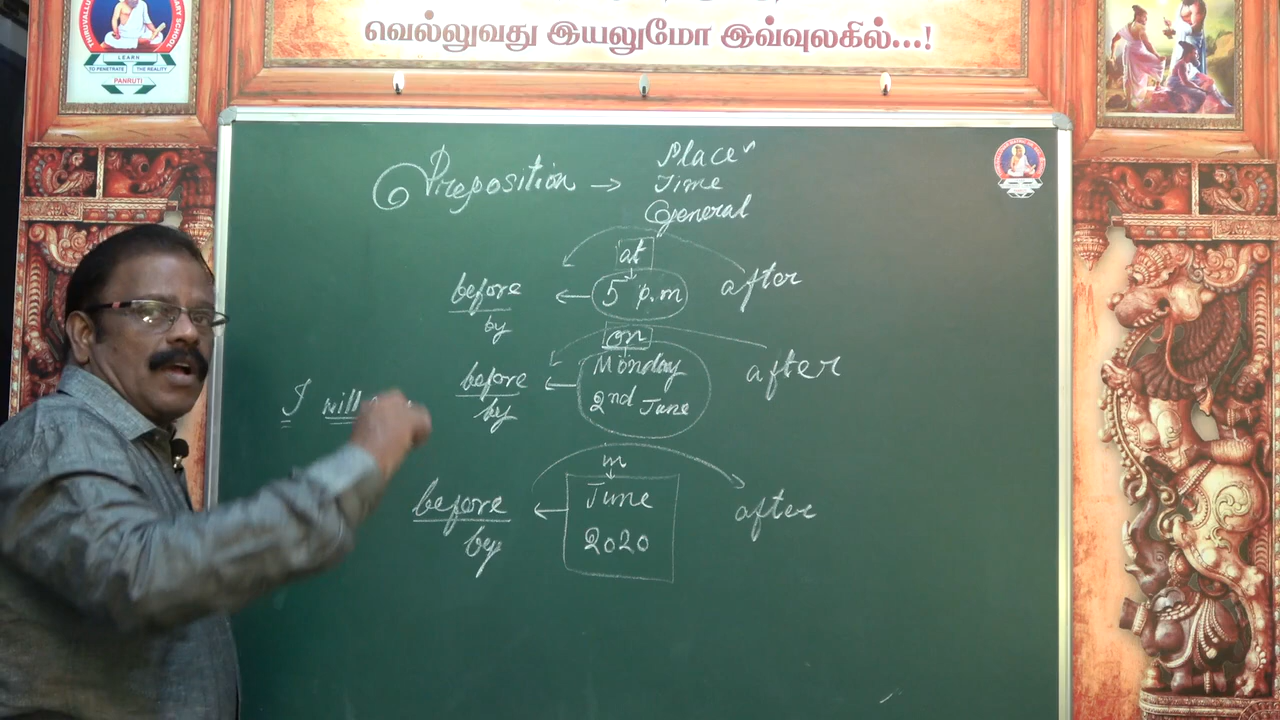 வெல்லுவது இயலுமோ இவ்வுலகில்...!
LEARN
TO PENETRATE THE REALITY
PANRUTI
Preposition → Place
Time
General
at
before ← 5 p.m after
by
on
before ← Monday after
by 2nd June
I will
in
before ← June after
by 2020